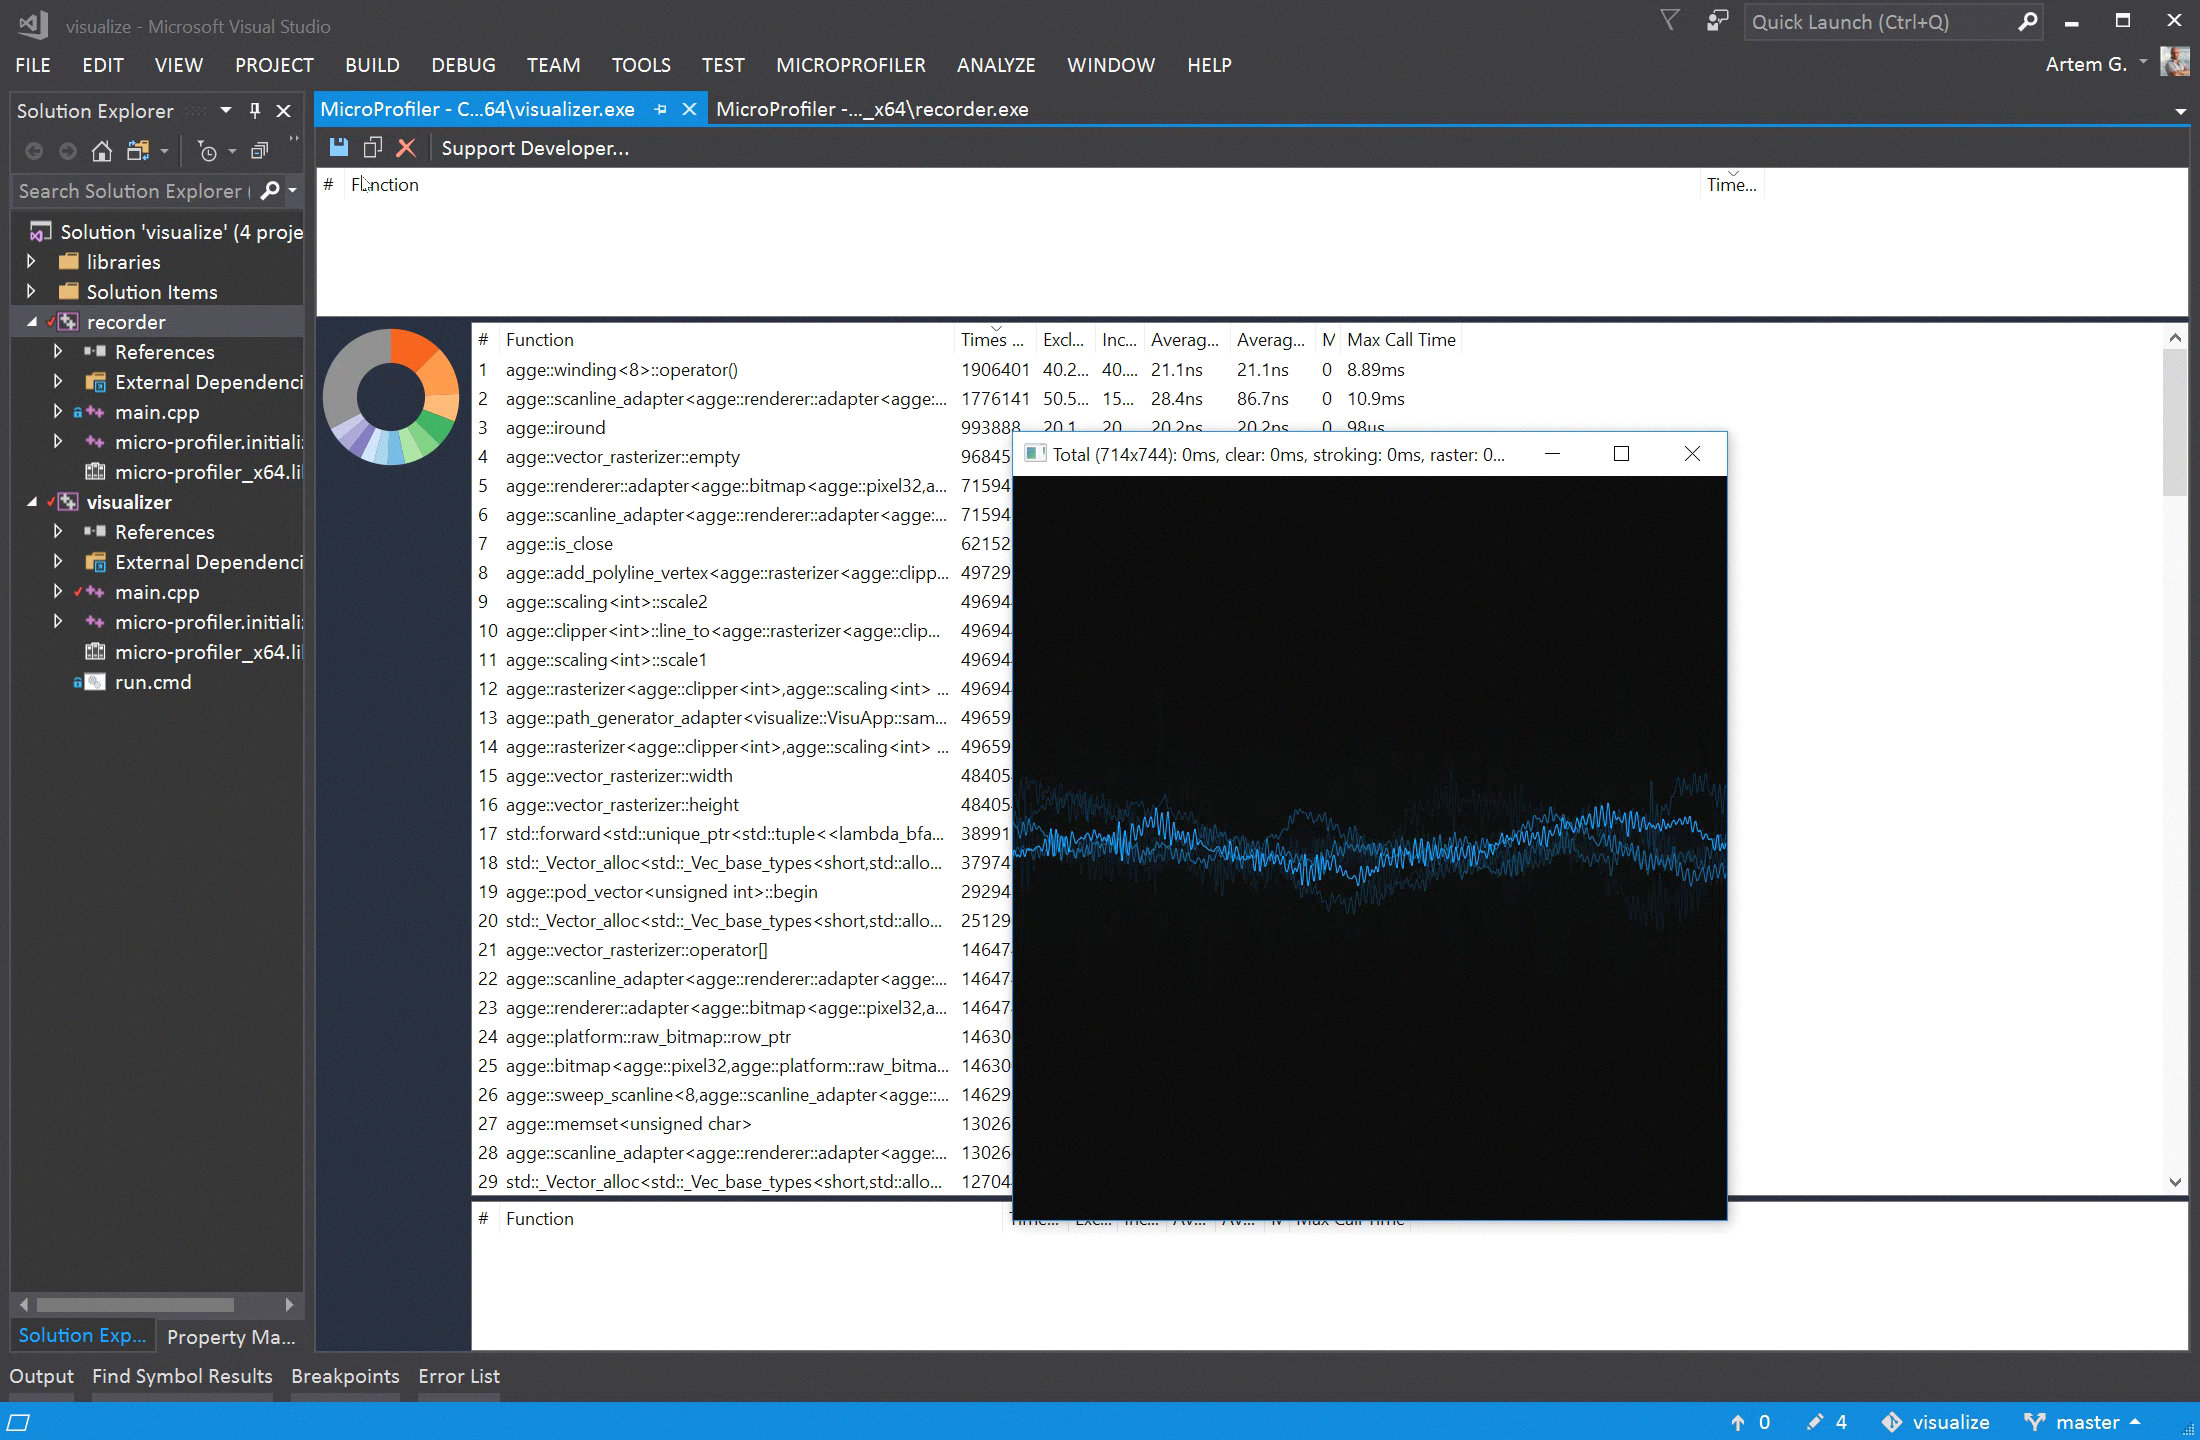 visualize - Microsoft Visual Studio
Quick Launch (Ctrl+Q)
FILE EDIT VIEW PROJECT BUILD DEBUG TEAM TOOLS TEST MICROPROFILER ANALYZE WINDOW HELP
Artem G.
Solution Explorer
MicroProfiler - C...64\visualizer.exe
MicroProfiler -..._x64\recorder.exe
Support Developer...
Search Solution Explorer (
# Function Time...
Solution 'visualize' (4 proje
libraries
Solution Items
recorder
References
External Dependenci
main.cpp
micro-profiler.initiali
micro-profiler_x64.li
visualizer
References
External Dependenci
main.cpp
micro-profiler.initiali
micro-profiler_x64.li
run.cmd
# Function Times ... Excl... Inc... Averag... Averag... M Max Call Time
1 agge::winding<8>::operator() 1906401 40.2... 40.... 21.1ns 21.1ns 0 8.89ms
2 agge::scanline_adapter<agge::renderer::adapter<agge:... 1776141 50.5... 15... 28.4ns 86.7ns 0 10.9ms
3 agge::iround 993888 20.1 20 20.2ns 20.2ns 0 98us
4 agge::vector_rasterizer::empty 96845
5 agge::renderer::adapter<agge::bitmap<agge::pixel32,a... 71594
6 agge::scanline_adapter<agge::renderer::adapter<agge:... 71594
7 agge::is_close 62152
8 agge::add_polyline_vertex<agge::rasterizer<agge::clipp... 49729
9 agge::scaling<int>::scale2 49694
10 agge::clipper<int>::line_to<agge::rasterizer<agge::clip... 49694
11 agge::scaling<int>::scale1 49694
12 agge::rasterizer<agge::clipper<int>,agge::scaling<int> ... 49694
13 agge::path_generator_adapter<visualize::VisuApp::sam... 49659
14 agge::rasterizer<agge::clipper<int>,agge::scaling<int> ... 49659
15 agge::vector_rasterizer::width 48405
16 agge::vector_rasterizer::height 48405
17 std::forward<std::unique_ptr<std::tuple<<lambda_bfa... 38991
18 std::_Vector_alloc<std::_Vec_base_types<short,std::allo... 37974
19 agge::pod_vector<unsigned int>::begin 29294
20 std::_Vector_alloc<std::_Vec_base_types<short,std::allo... 25129
21 agge::vector_rasterizer::operator[] 14647
22 agge::scanline_adapter<agge::renderer::adapter<agge:... 14647
23 agge::renderer::adapter<agge::bitmap<agge::pixel32,a... 14647
24 agge::platform::raw_bitmap::row_ptr 14630
25 agge::bitmap<agge::pixel32,agge::platform::raw_bitma... 14630
26 agge::sweep_scanline<8,agge::scanline_adapter<agge::... 14629
27 agge::memset<unsigned char> 13026
28 agge::scanline_adapter<agge::renderer::adapter<agge:... 13026
29 std::_Vector_alloc<std::_Vec_base_types<short,std::allo... 12704
Total (714x744): 0ms, clear: 0ms, stroking: 0ms, raster: 0...
# Function Time... Exc... Inc... Av... Av... M Max Call Time
Solution Exp... Property Ma...
Output Find Symbol Results Breakpoints Error List
0 4 visualize master